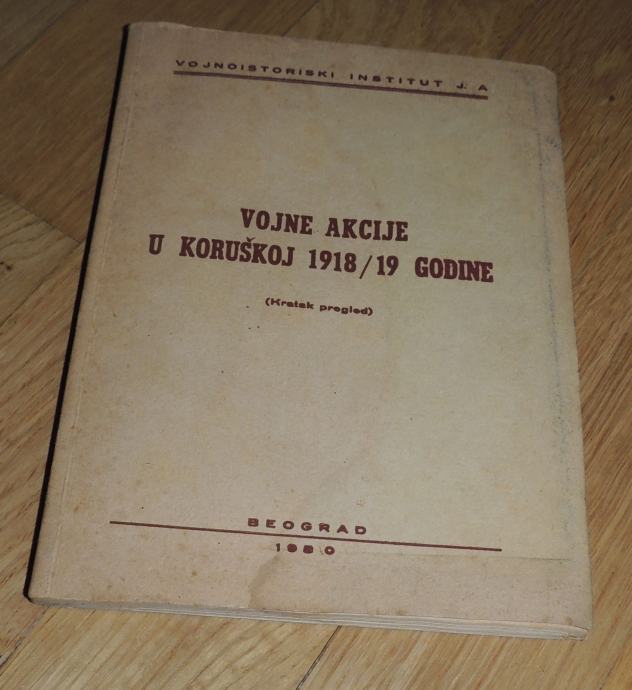 VOJNOISTORISKI INSTITUT J. A
VOJNE AKCIJE
U KORUŠKOJ 1918/19 GODINE
(Kratak pregled)
BEOGRAD
1950